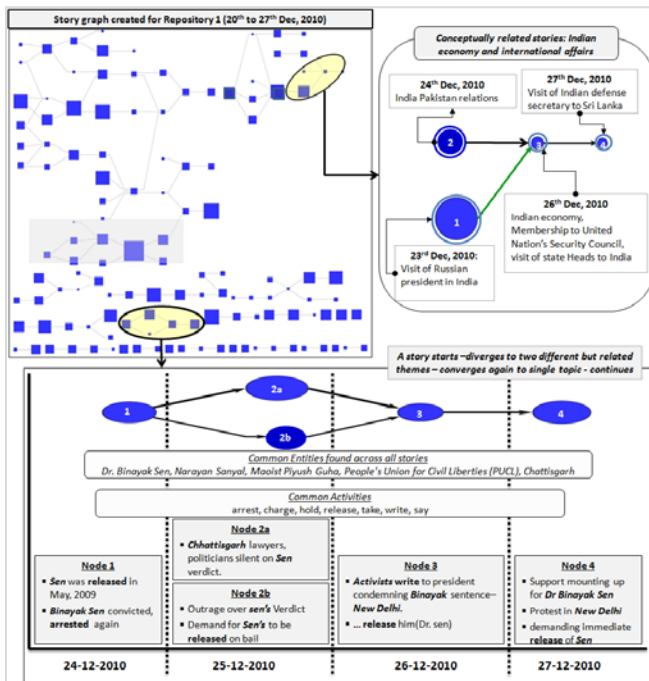 Story graph created for Repository 1 (20th to 27th Dec, 2010)
Conceptually related stories: Indian
economy and international affairs
24th Dec, 2010
India Pakistan relations
27th Dec, 2010
Visit of Indian defense
secretary to Sri Lanka
2
3
4
1
26th Dec, 2010
Indian economy,
Membership to United
Nation's Security Council,
visit of state Heads to India
23rd Dec, 2010:
Visit of Russian
president in India
A story starts –diverges to two different but related
themes – converges again to single topic - continues
2a
1
3
4
2b
Common Entities found across all stories
Dr. Binayak Sen, Narayan Sanyal, Maoist Piyush Guha, People's Union for Civil Liberties (PUCL), Chattisgarh
Common Activities
arrest, charge, hold, release, take, write, say
Node 2a
▪ Chhattisgarh lawyers,
politicians silent on Sen
verdict.
Node 1
▪ Sen was released in
May, 2009
▪ Binayak Sen convicted,
arrested again
Node 2b
▪ Outrage over sen's Verdict
▪ Demand for Sen's to be
released on bail
Node 3
▪ Activists write to president
condemning Binayak sentence–
New Delhi.
▪ ... release him(Dr. sen)
Node 4
▪ Support mounting up
for Dr Binayak Sen
▪ Protest in New Delhi
▪ demanding immediate
release of Sen
24-12-2010
25-12-2010
26-12-2010
27-12-2010